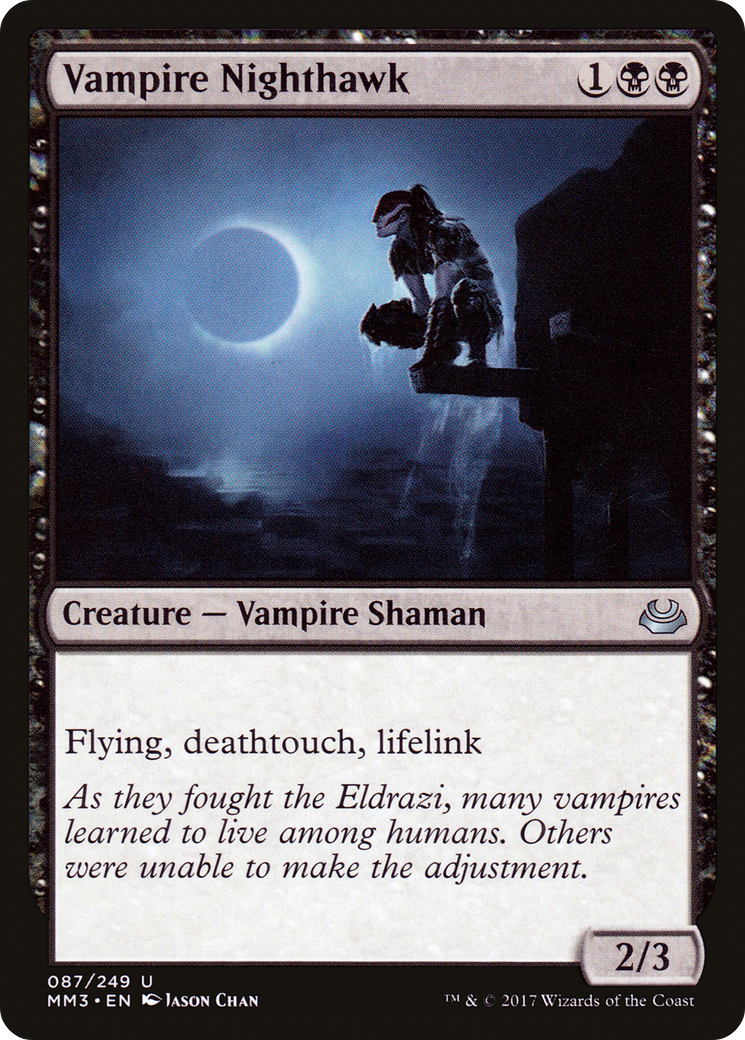 Vampire Nighthawk 1
Creature — Vampire Shaman
Flying, deathtouch, lifelink
As they fought the Eldrazi, many vampires
learned to live among humans. Others
were unable to make the adjustment.
2/3
087/249 U
MM3 • EN Jason Chan
™ & © 2017 Wizards of the Coast